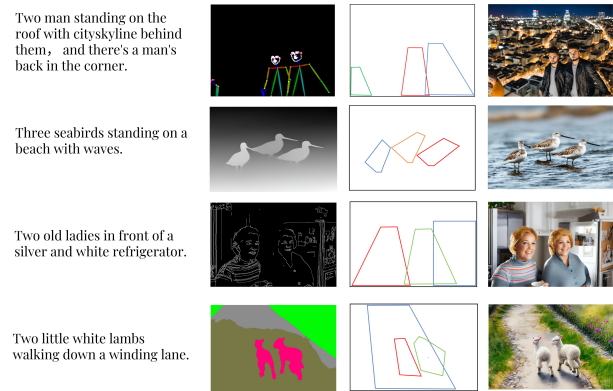 Two man standing on the
roof with cityskyline behind
them， and there's a man's
back in the corner.
Three seabirds standing on a
beach with waves.
Two old ladies in front of a
silver and white refrigerator.
Two little white lambs
walking down a winding lane.